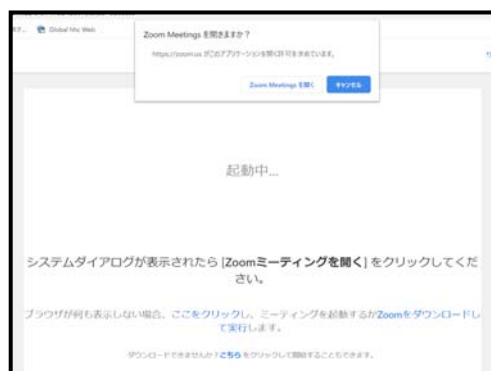 Global hhc Web
Zoom Meetings を開きますか？
https://zoom.us がこのアプリケーションを開く許可を求めています。
Zoom Meetings を開く キャンセル
起動中...
システムダイアログが表示されたら [Zoomミーティングを開く] をクリックしてくだ
さい。
ブラウザが何も表示しない場合、ここをクリックし、ミーティングを起動するかZoomをダウンロードし
て実行します。
ダウンロードできませんか？こちら をクリックして開始することもできます。